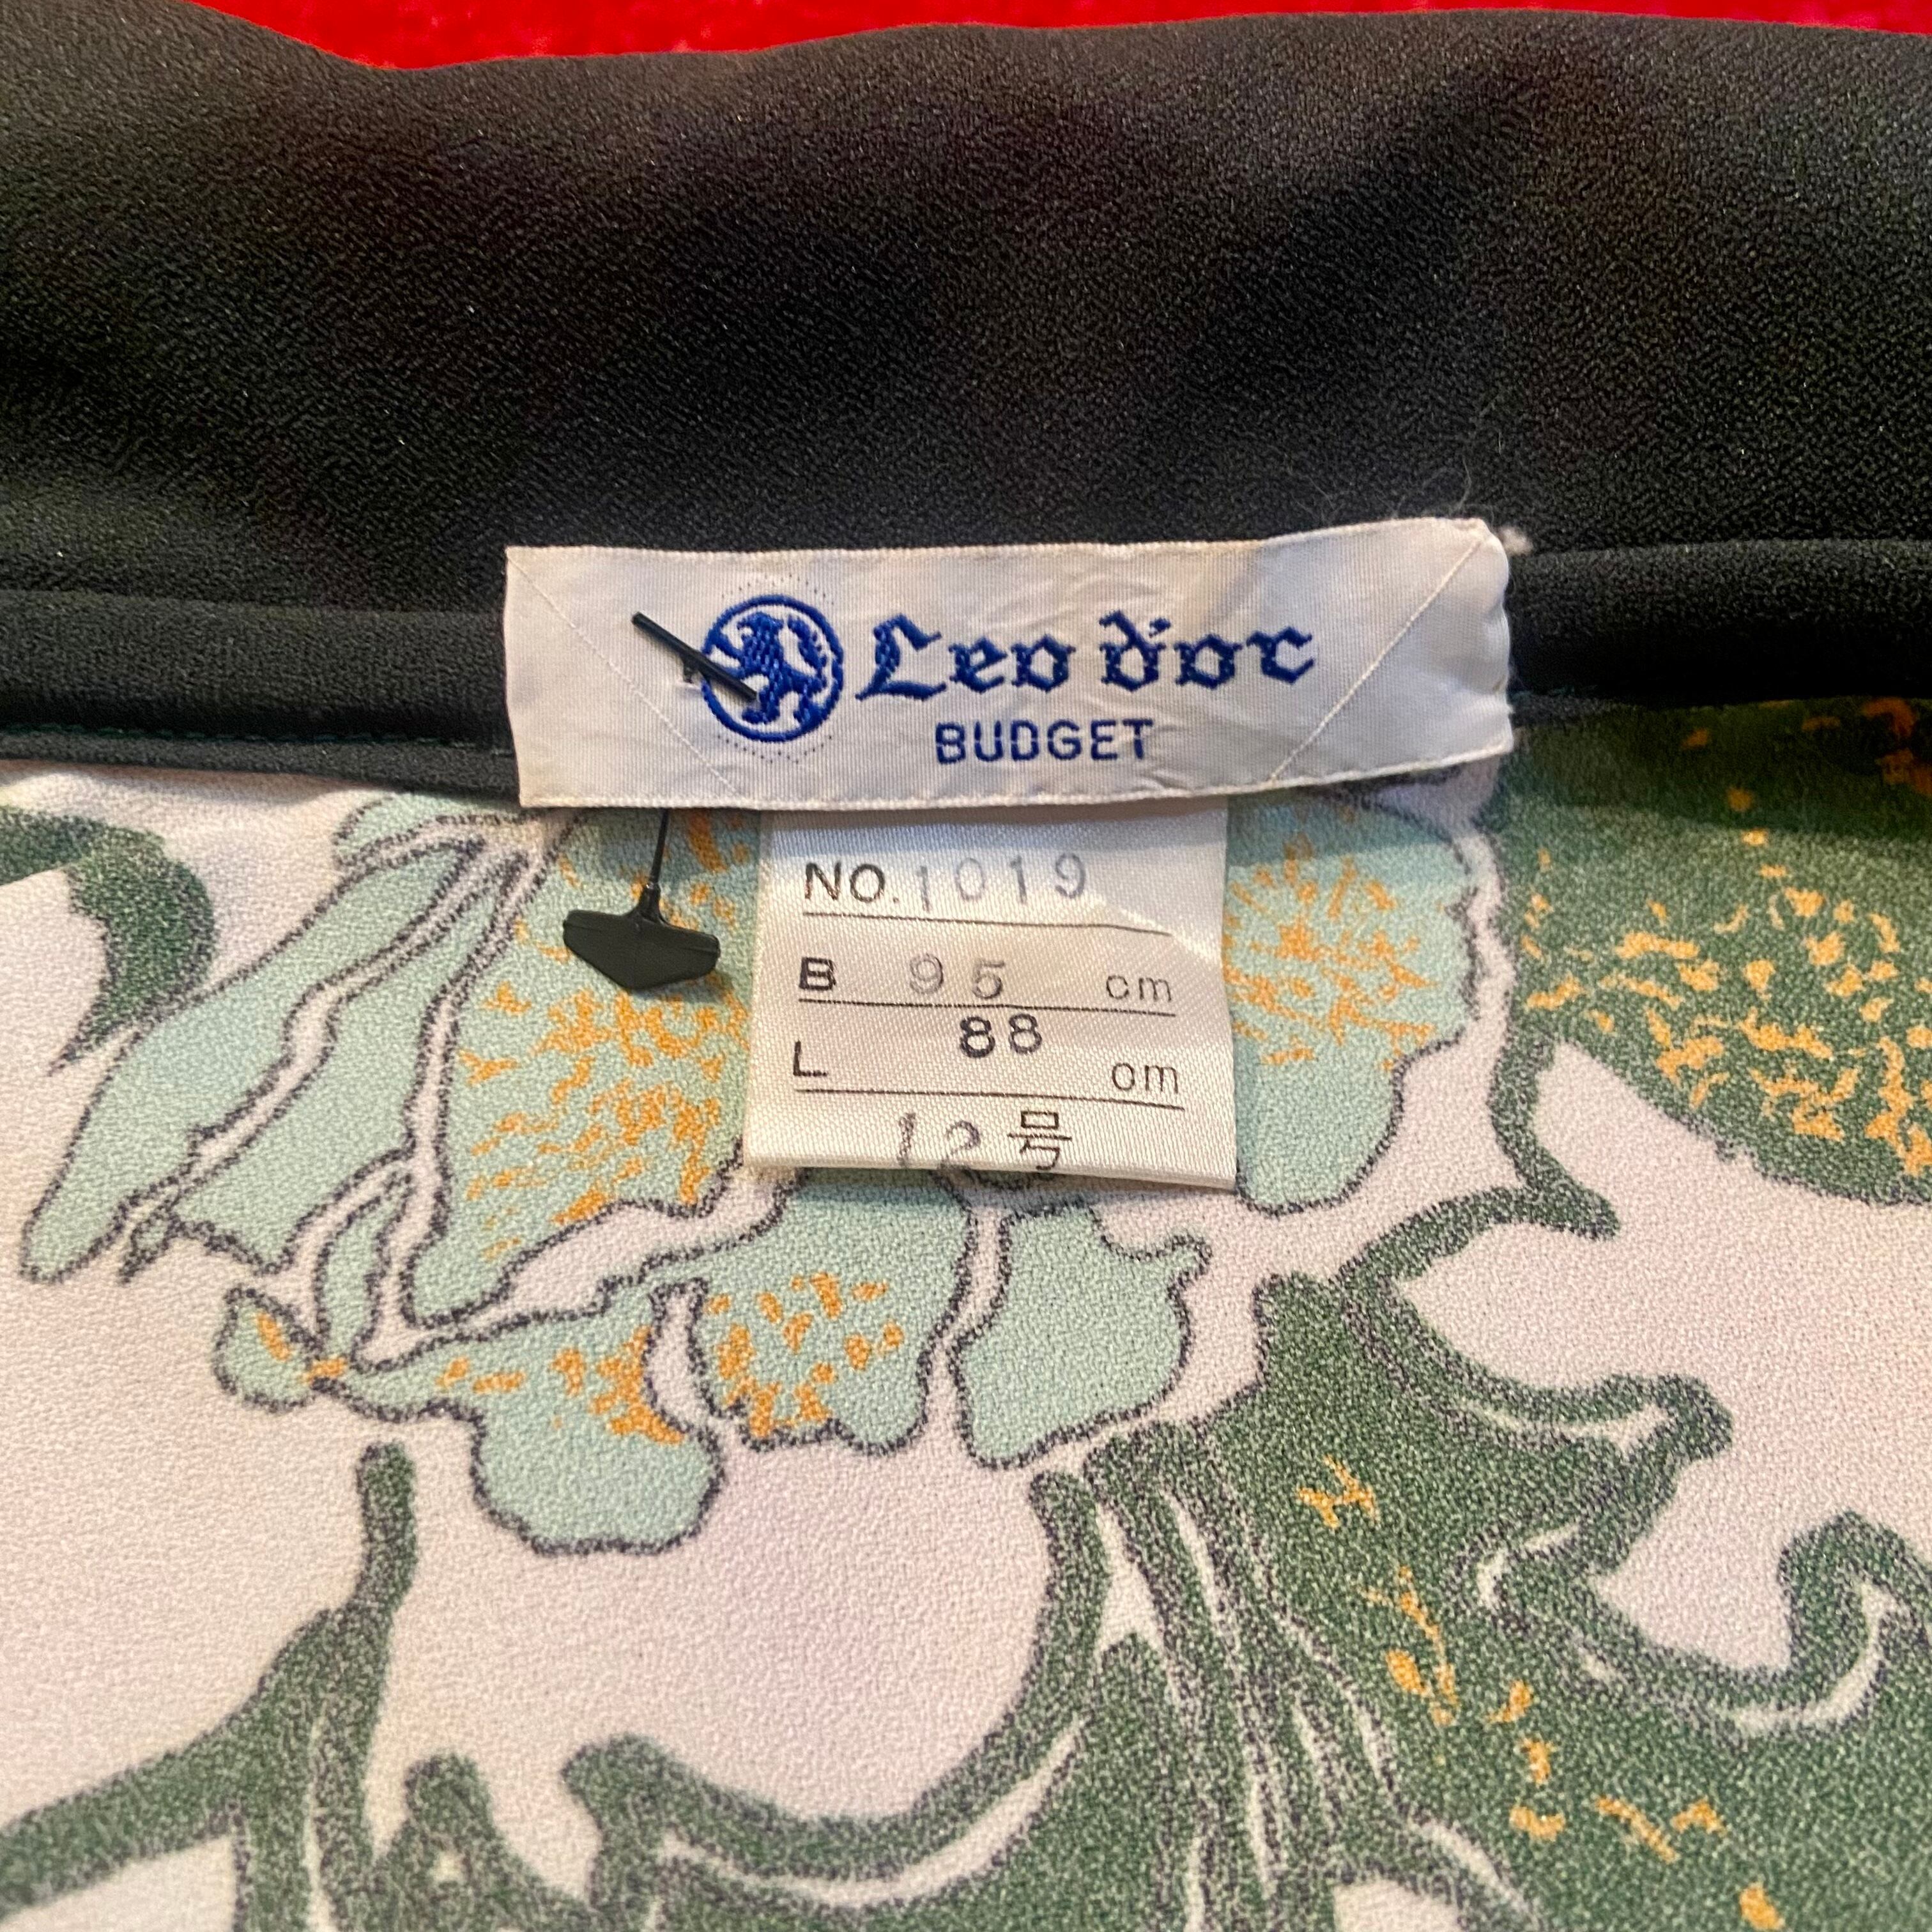 Leo d'or
BUDGET
NO. 1019
B 95 cm
L 88 cm
12号